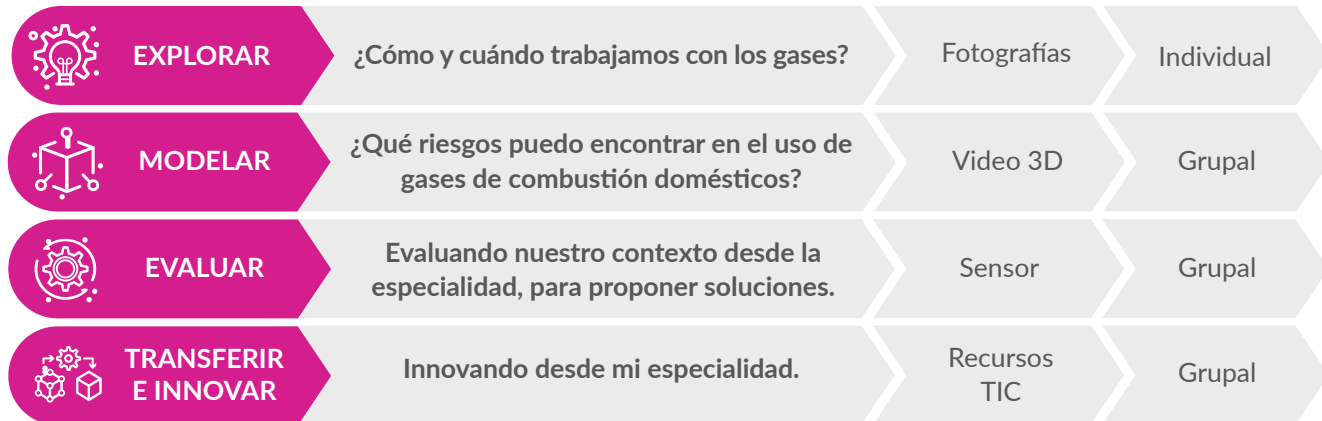 EXPLORAR
¿Cómo y cuándo trabajamos con los gases?
Fotografías
Individual
MODELAR
¿Qué riesgos puedo encontrar en el uso de
gases de combustión domésticos?
Video 3D
Grupal
EVALUAR
Evaluando nuestro contexto desde la
especialidad, para proponer soluciones.
Sensor
Grupal
TRANSFERIR
E INNOVAR
Innovando desde mi especialidad.
Recursos
TIC
Grupal